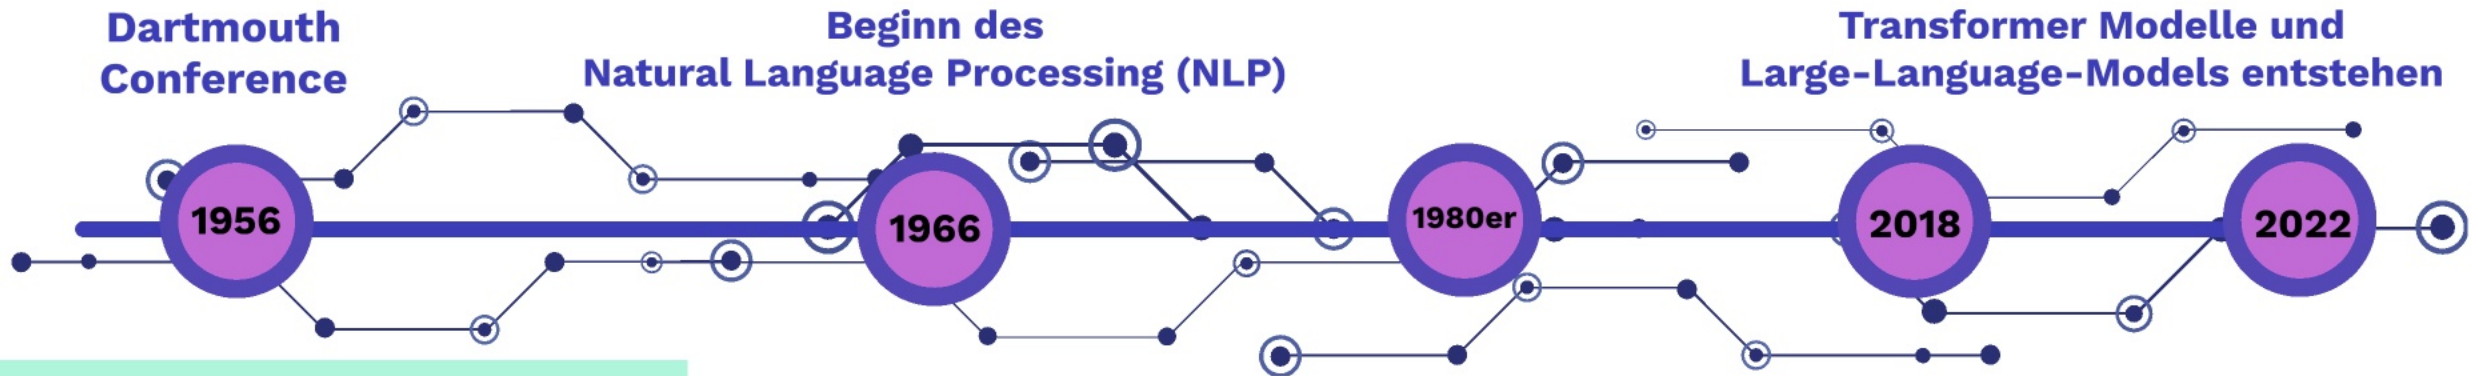 Dartmouth
Conference
Beginn des
Natural Language Processing (NLP)
Transformer Modelle und
Large-Language-Models entstehen
1956
1966
1980er
2018
2022